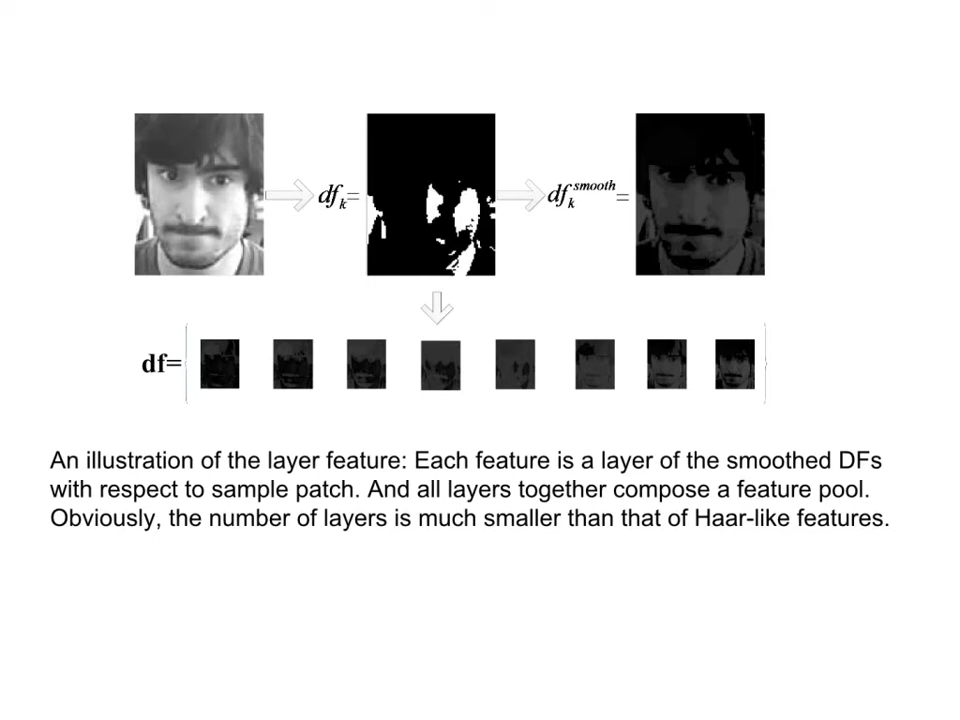 df_k=
df_k^smooth=
df=
An illustration of the layer feature: Each feature is a layer of the smoothed DFs
with respect to sample patch. And all layers together compose a feature pool.
Obviously, the number of layers is much smaller than that of Haar-like features.